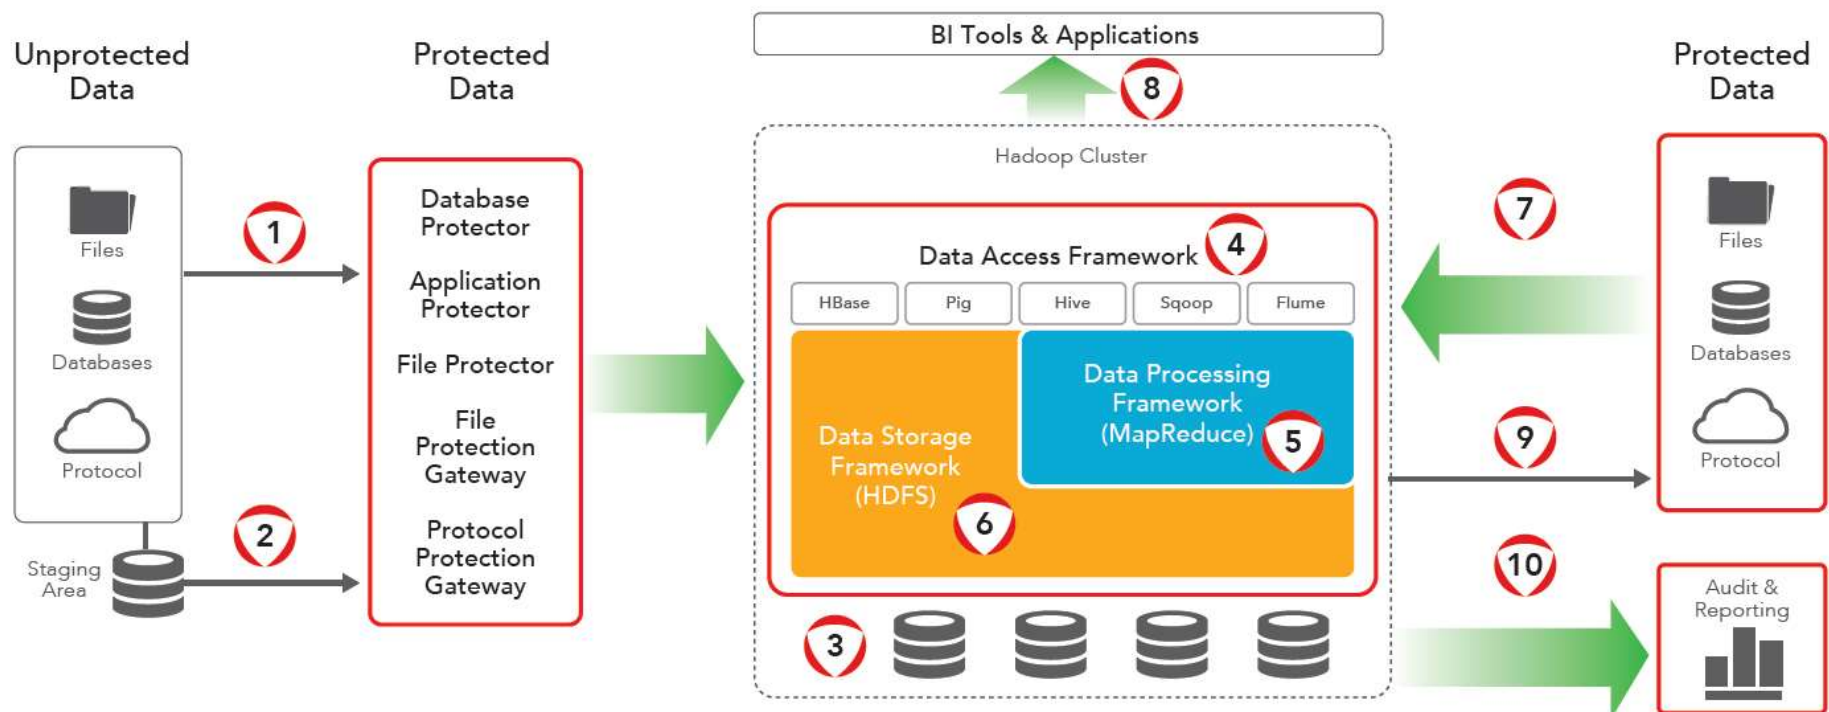 Unprotected
Data
Files
Databases
Protocol
Staging
Area
1
2
Protected
Data
Database
Protector
Application
Protector
File Protector
File
Protection
Gateway
Protocol
Protection
Gateway
BI Tools & Applications
8
Hadoop Cluster
Data Access Framework
4
HBase
Pig
Hive
Sqoop
Flume
Data Processing
Framework
(MapReduce)
5
Data Storage
Framework
(HDFS)
6
3
7
9
10
Protected
Data
Files
Databases
Protocol
Audit &
Reporting